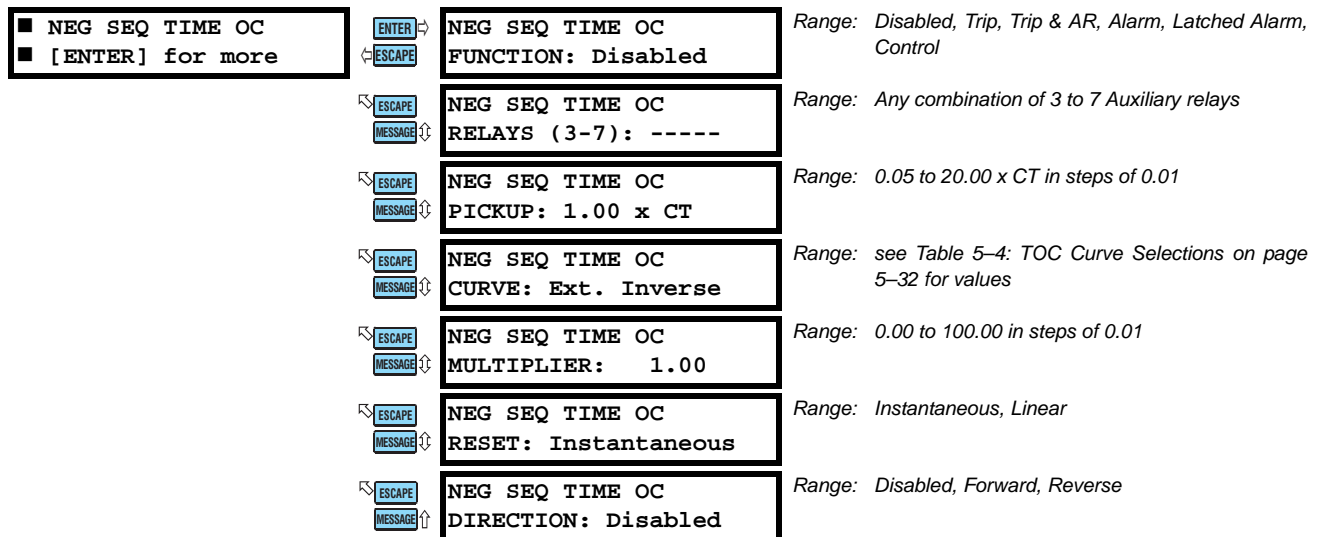 ■ NEG SEQ TIME OC
■ [ENTER] for more
ENTER
ESCAPE
NEG SEQ TIME OC
FUNCTION: Disabled
Range: Disabled, Trip, Trip & AR, Alarm, Latched Alarm,
Control
ESCAPE
MESSAGE
NEG SEQ TIME OC
RELAYS (3-7): -----
Range: Any combination of 3 to 7 Auxiliary relays
ESCAPE
MESSAGE
NEG SEQ TIME OC
PICKUP: 1.00 x CT
Range: 0.05 to 20.00 x CT in steps of 0.01
ESCAPE
MESSAGE
NEG SEQ TIME OC
CURVE: Ext. Inverse
Range: see Table 5–4: TOC Curve Selections on page
5–32 for values
ESCAPE
MESSAGE
NEG SEQ TIME OC
MULTIPLIER: 1.00
Range: 0.00 to 100.00 in steps of 0.01
ESCAPE
MESSAGE
NEG SEQ TIME OC
RESET: Instantaneous
Range: Instantaneous, Linear
ESCAPE
MESSAGE
NEG SEQ TIME OC
DIRECTION: Disabled
Range: Disabled, Forward, Reverse